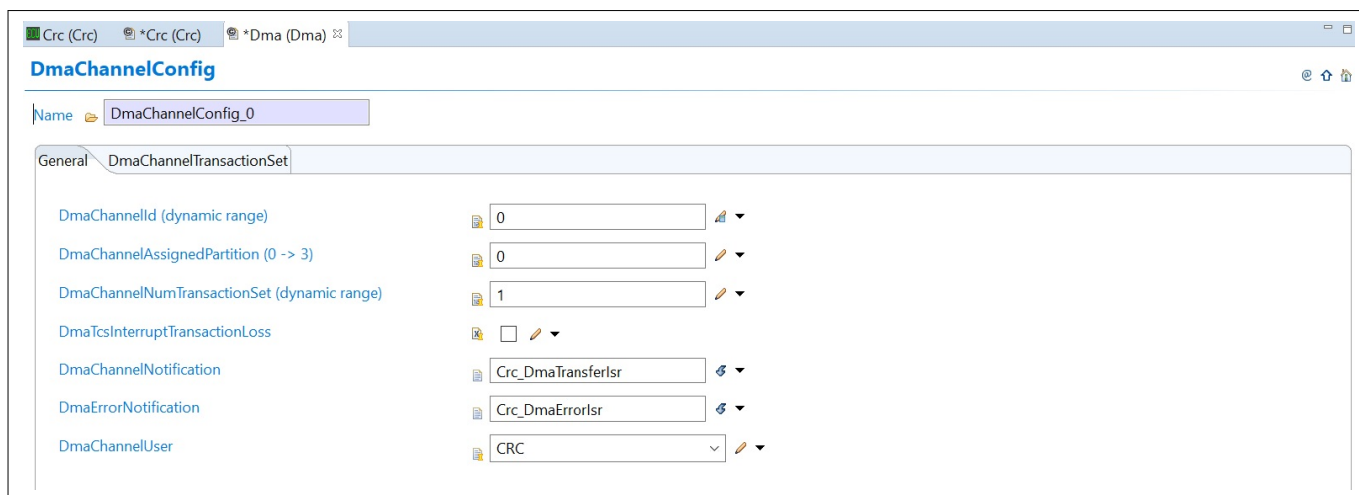 Crc (Crc) *Crc (Crc) *Dma (Dma)
DmaChannelConfig
Name DmaChannelConfig_0
General DmaChannelTransactionSet
DmaChannelId (dynamic range) 0
DmaChannelAssignedPartition (0 -> 3) 0
DmaChannelNumTransactionSet (dynamic range) 1
DmaTcsInterruptTransactionLoss
DmaChannelNotification Crc_DmaTransferIsr
DmaErrorNotification Crc_DmaErrorIsr
DmaChannelUser CRC